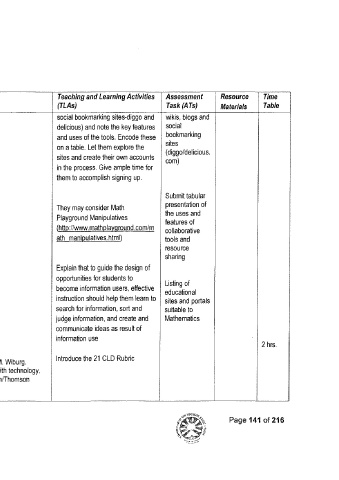 Teaching and Learning Activities
(TLAs)
Assessment
Task (ATs)
Resource
Materials
Time
Table
social bookmarking sites-diggo and
delicious) and note the key features
and uses of the tools. Encode these
on a table. Let them explore the
sites and create their own accounts
in the process. Give ample time for
them to accomplish signing up.
They may consider Math
Playground Manipulatives
(http://www.mathplayground.com/m
ath_manipulatives.html)
Explain that to guide the design of
opportunities for students to
become information users, effective
instruction should help them learn to
search for information, sort and
judge information, and create and
communicate ideas as result of
information use
Introduce the 21 CLD Rubric
wikis, blogs and
social
bookmarking
sites
(diggo/delicious.
com)
Submit tabular
presentation of
the uses and
features of
collaborative
tools and
resource
sharing
Listing of
educational
sites and portals
suitable to
Mathematics
2 hrs.
Wiburg.
ith technology.
n/Thomson
Page 141 of 216